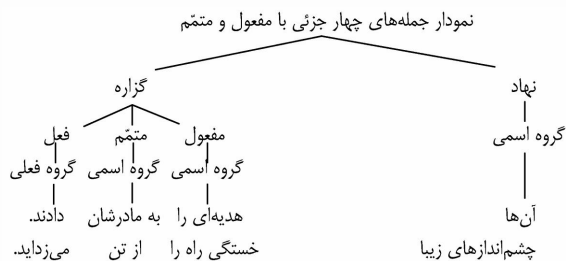 نمودار جمله‌های چهار جزئی با مفعول و متمّم
نهاد گزاره
گروه اسمی مفعول متمّم فعل
گروه اسمی گروه اسمی گروه فعلی
آن‌ها هدیه‌ای را به مادرشان دادند.
چشم‌اندازهای زیبا خستگی راه را از تن می‌زداید.